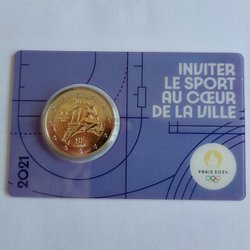 INVITER
LE SPORT
AU CŒUR
DE LA VILLE
2021
PARIS 2024